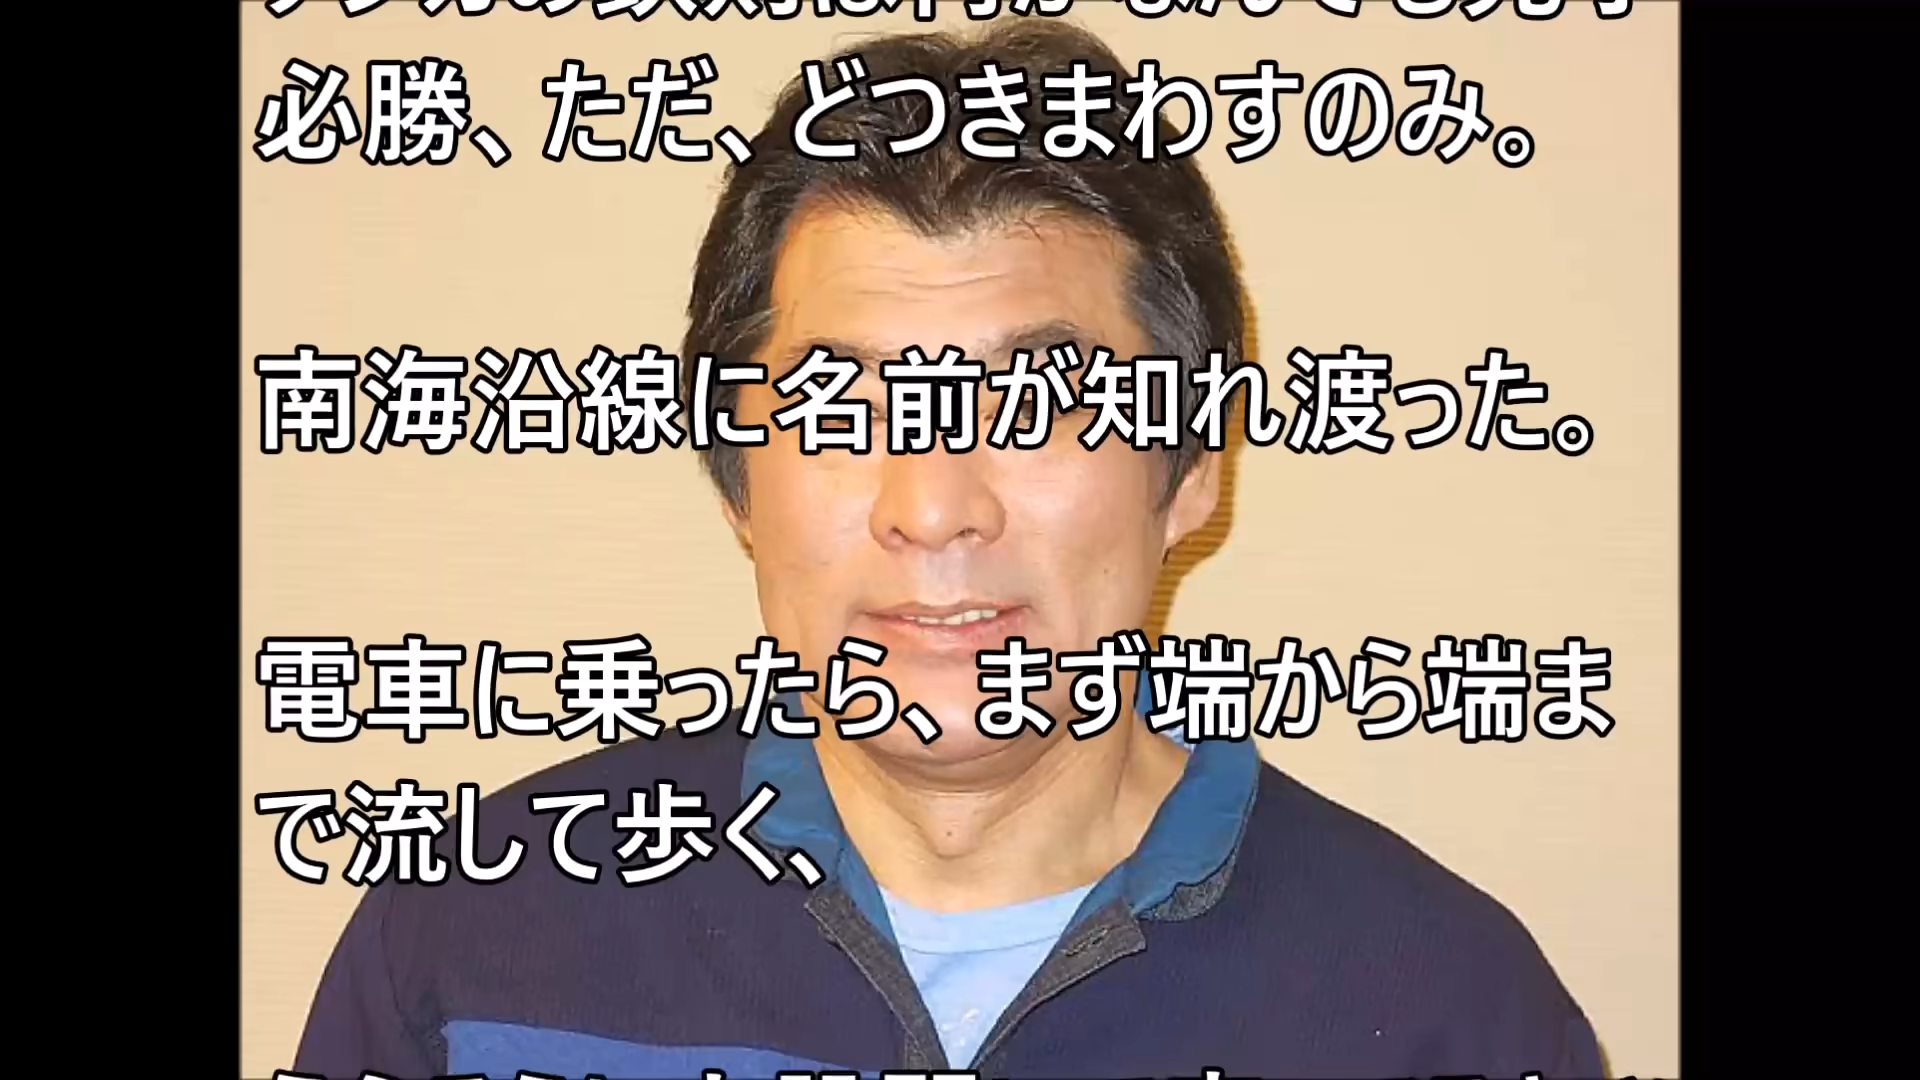 必勝、ただ、どつきまわすのみ。
南海沿線に名前が知れ渡った。
電車に乗ったら、まず端から端ま
で流して歩く、